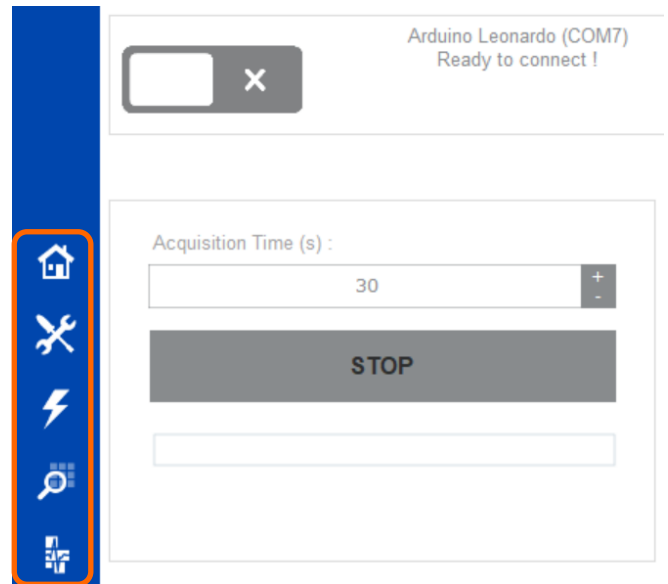 Arduino Leonardo (COM7)
Ready to connect !
Acquisition Time (s) :
30
+
-
STOP